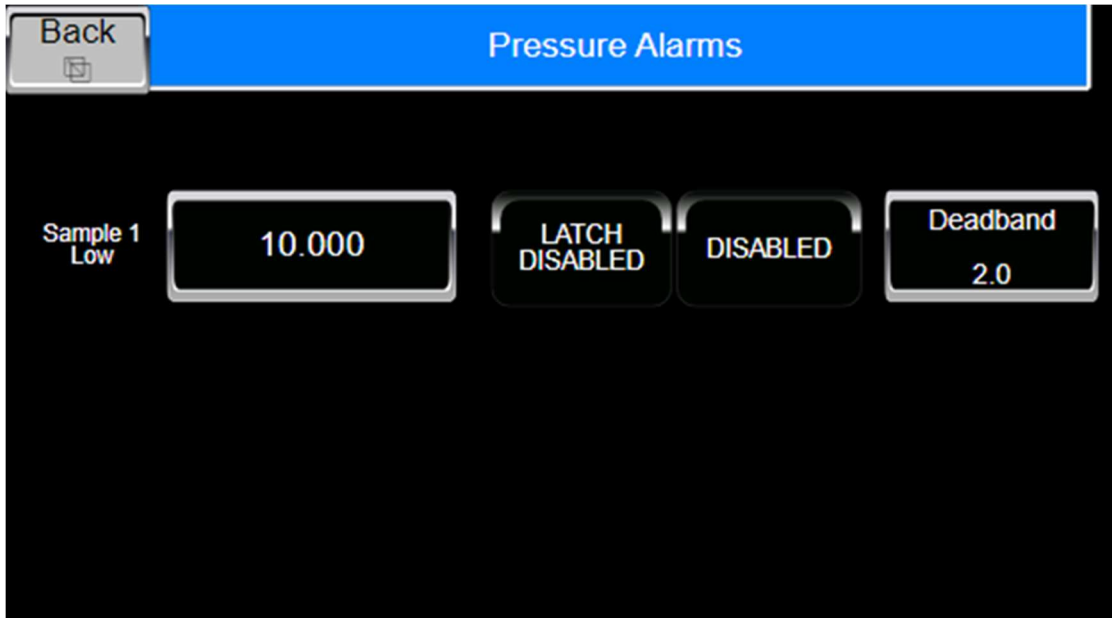 Back
Pressure Alarms
Sample 1
Low
10.000
LATCH
DISABLED
DISABLED
Deadband
2.0